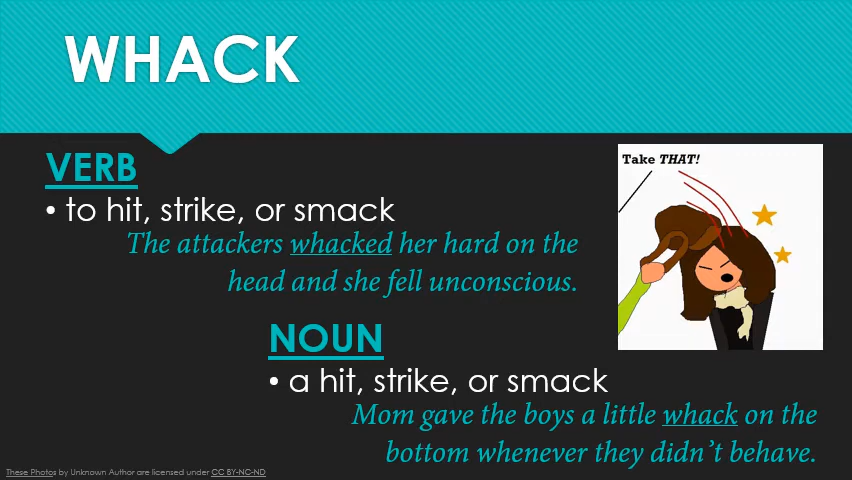 WHACK
VERB
• to hit, strike, or smack
The attackers whacked her hard on the
head and she fell unconscious.
Take THAT!
NOUN
• a hit, strike, or smack
Mom gave the boys a little whack on the
bottom whenever they didn’t behave.
These Photos by Unknown Author are licensed under CC BY-NC-ND